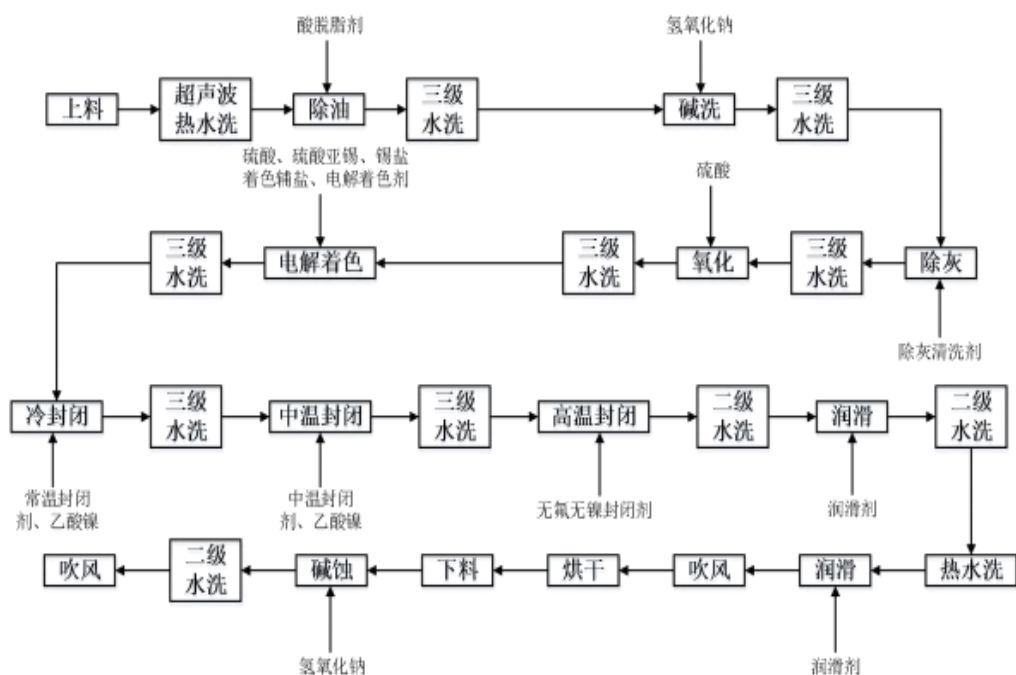 酸脱脂剂
氢氧化钠
上料
超声波
热水洗
除油
三级
水洗
碱洗
三级
水洗
硫酸、硫酸亚锡、锡盐
着色辅盐、电解着色剂
硫酸
三级
水洗
电解着色
三级
水洗
氧化
三级
水洗
除灰
除灰清洗剂
冷封闭
三级
水洗
中温封闭
三级
水洗
高温封闭
二级
水洗
润滑
二级
水洗
常温封闭
剂、乙酸镍
中温封闭
剂、乙酸镍
无氟无镍封闭剂
润滑剂
吹风
二级
水洗
碱蚀
下料
烘干
吹风
润滑
热水洗
氢氧化钠
润滑剂